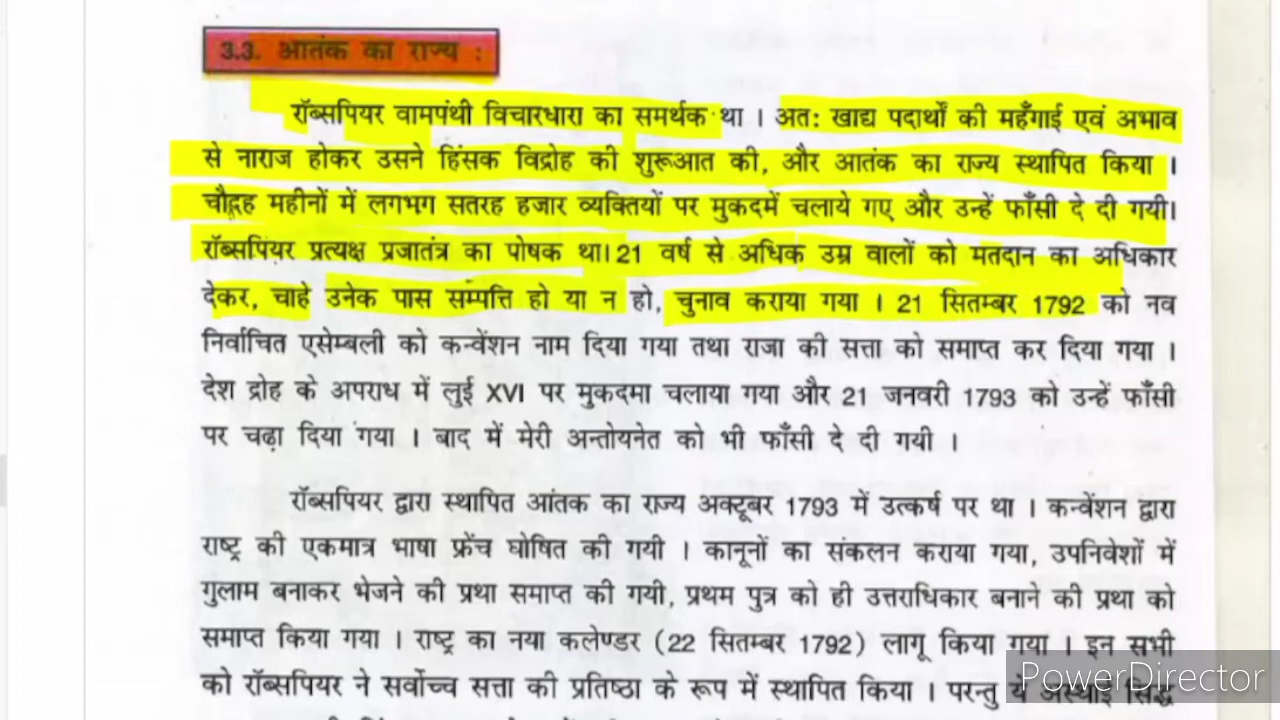 3.3. आतंक का राज्य :
रॉब्सपियर वामपंथी विचारधारा का समर्थक था । अतः खाद्य पदार्थों की महँगाई एवं अभाव
से नाराज होकर उसने हिंसक विद्रोह की शुरूआत की, और आतंक का राज्य स्थापित किया ।
चौदह महीनों में लगभग सतरह हजार व्यक्तियों पर मुकदमें चलाये गए और उन्हें फाँसी दे दी गयी।
रॉब्सपियर प्रत्यक्ष प्रजातंत्र का पोषक था। 21 वर्ष से अधिक उम्र वालों को मतदान का अधिकार
देकर, चाहे उनेक पास सम्पत्ति हो या न हो, चुनाव कराया गया । 21 सितम्बर 1792 को नव
निर्वाचित एसेम्बली को कन्वेंशन नाम दिया गया तथा राजा की सत्ता को समाप्त कर दिया गया ।
देश द्रोह के अपराध में लुई XVI पर मुकदमा चलाया गया और 21 जनवरी 1793 को उन्हें फाँसी
पर चढ़ा दिया गया । बाद में मेरी अन्तोयनेत को भी फाँसी दे दी गयी ।
रॉब्सपियर द्वारा स्थापित आंतक का राज्य अक्टूबर 1793 में उत्कर्ष पर था । कन्वेंशन द्वारा
राष्ट्र की एकमात्र भाषा फ्रेंच घोषित की गयी । कानूनों का संकलन कराया गया, उपनिवेशों में
गुलाम बनाकर भेजने की प्रथा समाप्त की गयी, प्रथम पुत्र को ही उत्तराधिकार बनाने की प्रथा को
समाप्त किया गया । राष्ट्र का नया कलेण्डर (22 सितम्बर 1792) लागू किया गया । इन सभी
को रॉब्सपियर ने सर्वोच्च सत्ता की प्रतिष्ठा के रूप में स्थापित किया । परन्तु ये अस्थाई सिद्ध
PowerDirector